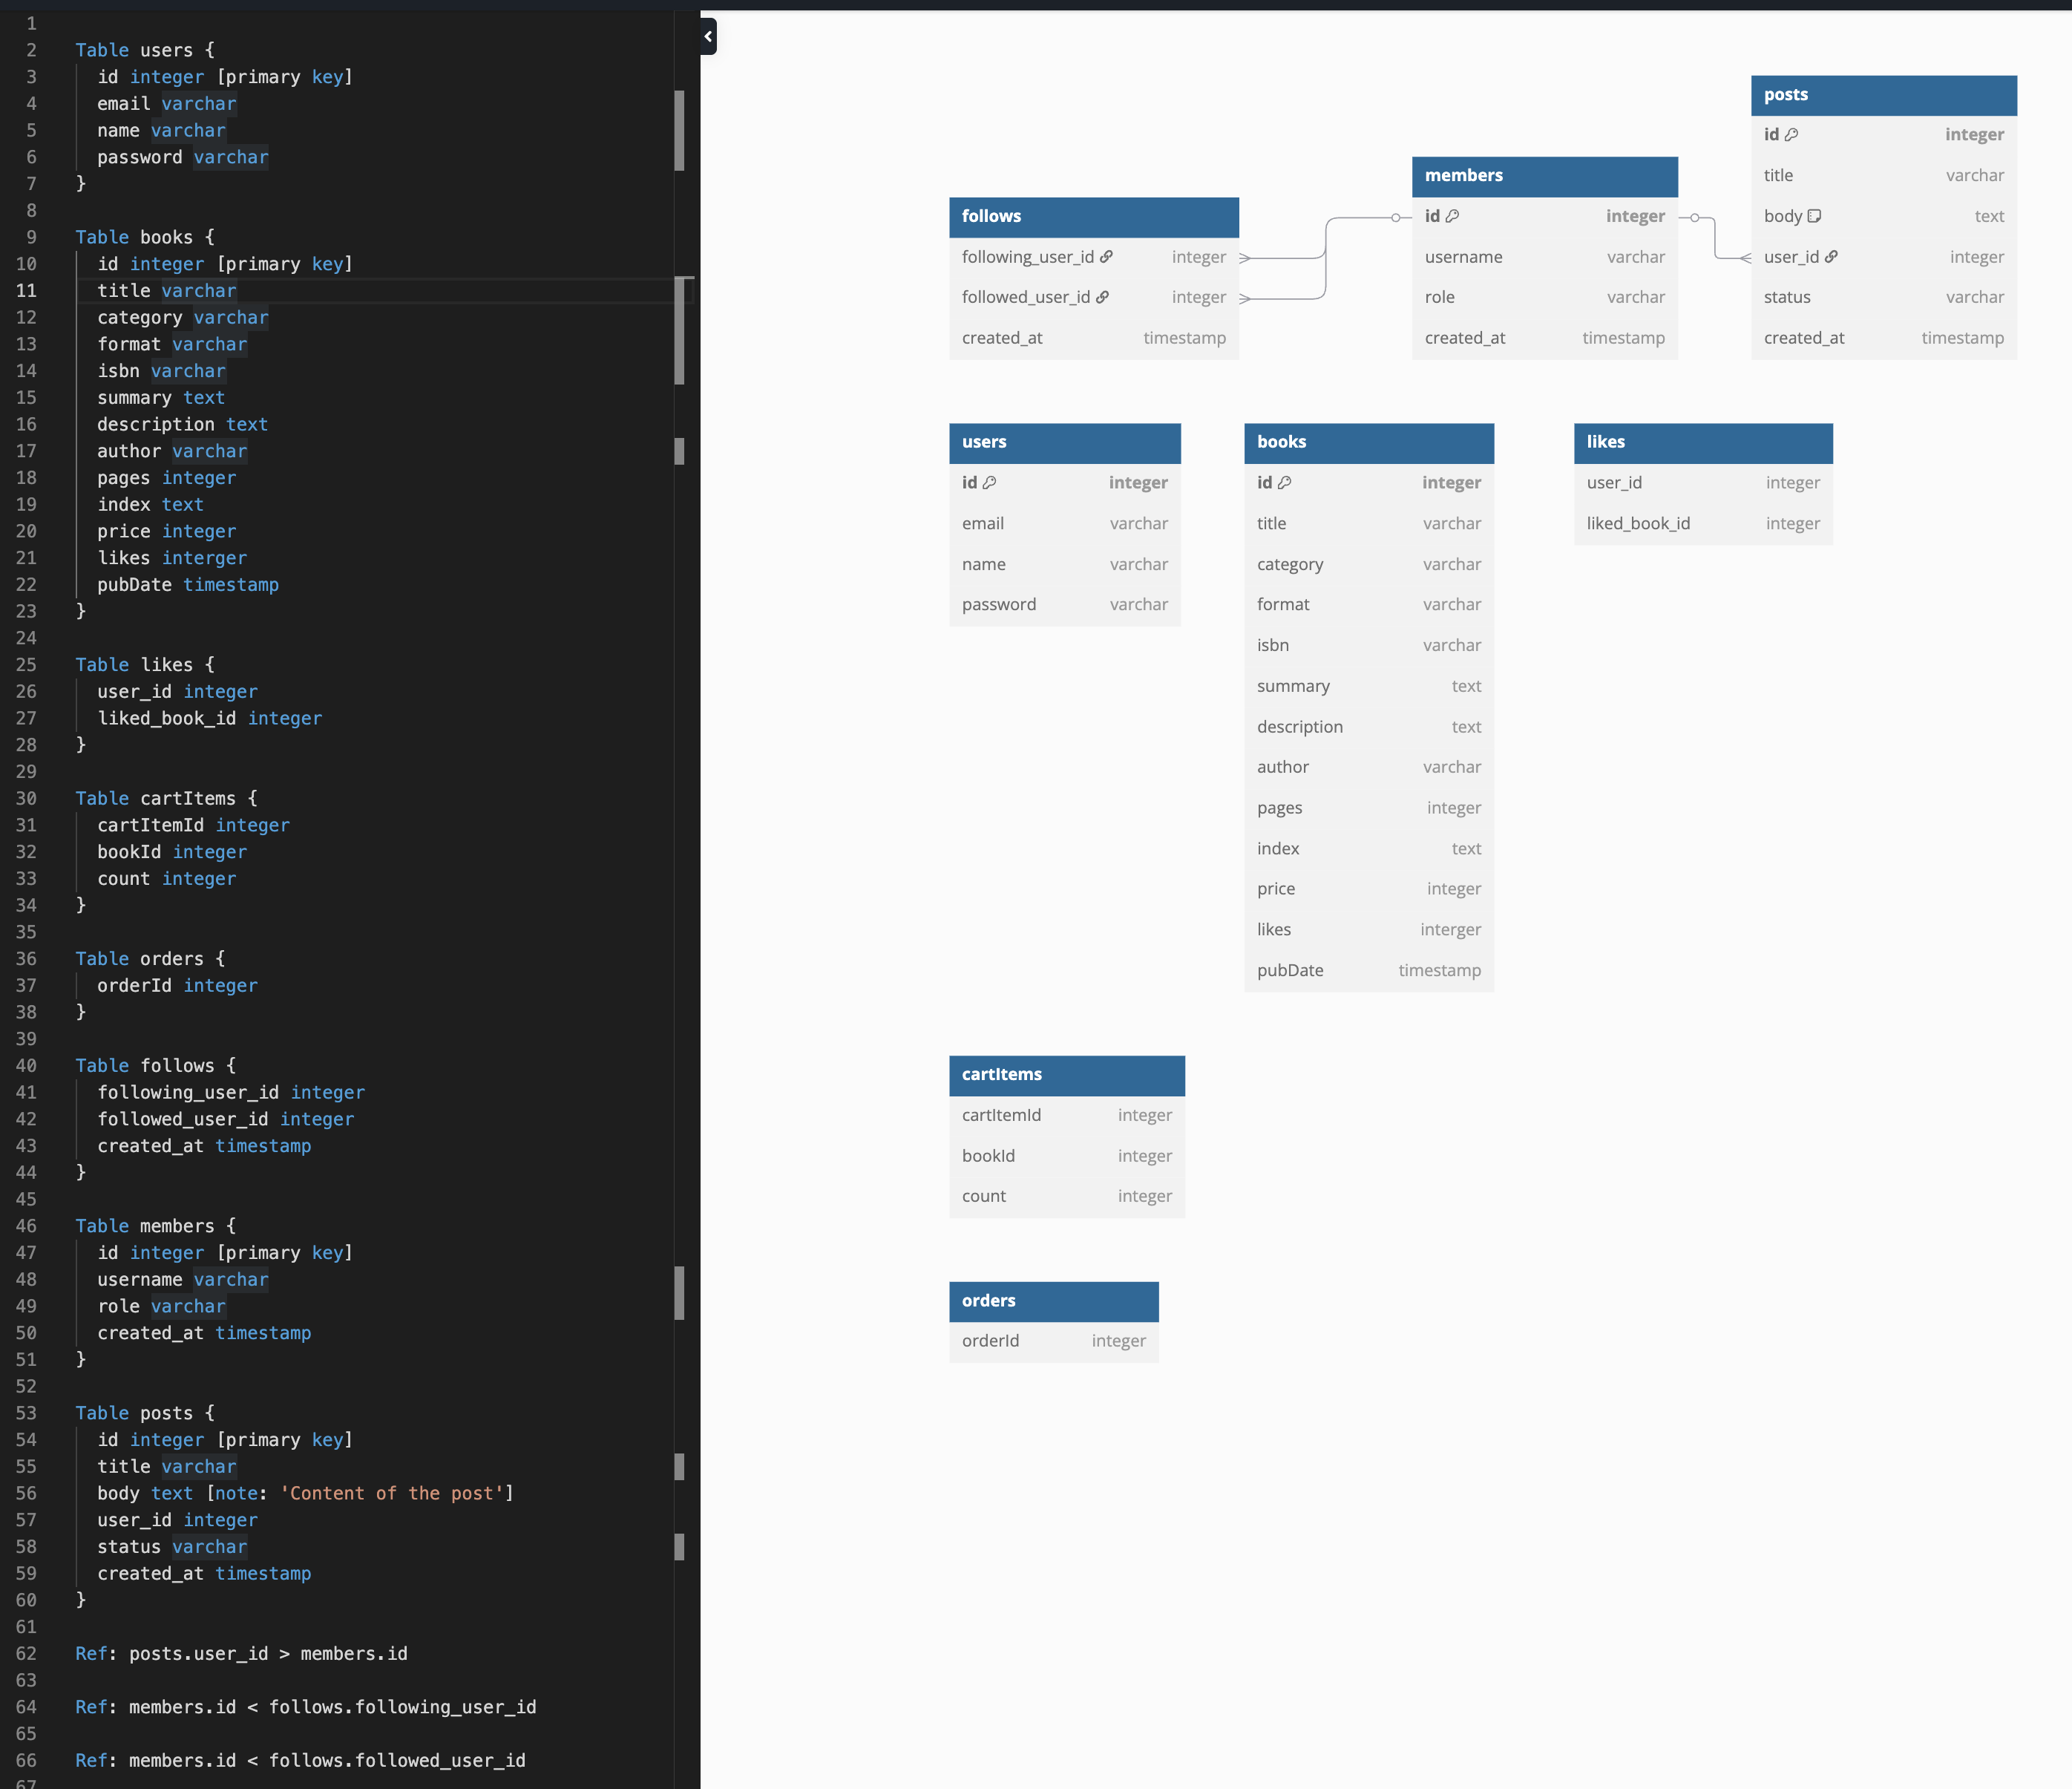 1
2 Table users {
3 id integer [primary key]
4 email varchar
5 name varchar
6 password varchar
7 }
8
9 Table books {
10 id integer [primary key]
11 title varchar
12 category varchar
13 format varchar
14 isbn varchar
15 summary text
16 description text
17 author varchar
18 pages integer
19 index text
20 price integer
21 likes interger
22 pubDate timestamp
23 }
24
25 Table likes {
26 user_id integer
27 liked_book_id integer
28 }
29
30 Table cartItems {
31 cartItemId integer
32 bookId integer
33 count integer
34 }
35
36 Table orders {
37 orderId integer
38 }
39
40 Table follows {
41 following_user_id integer
42 followed_user_id integer
43 created_at timestamp
44 }
45
46 Table members {
47 id integer [primary key]
48 username varchar
49 role varchar
50 created_at timestamp
51 }
52
53 Table posts {
54 id integer [primary key]
55 title varchar
56 body text [note: 'Content of the post']
57 user_id integer
58 status varchar
59 created_at timestamp
60 }
61
62 Ref: posts.user_id > members.id
63
64 Ref: members.id < follows.following_user_id
65
66 Ref: members.id < follows.followed_user_id
67
follows
following_user_id integer
followed_user_id integer
created_at timestamp
members
id integer
username varchar
role varchar
created_at timestamp
posts
id integer
title varchar
body text
user_id integer
status varchar
created_at timestamp
users
id integer
email varchar
name varchar
password varchar
books
id integer
title varchar
category varchar
format varchar
isbn varchar
summary text
description text
author varchar
pages integer
index text
price integer
likes interger
pubDate timestamp
likes
user_id integer
liked_book_id integer
cartItems
cartItemId integer
bookId integer
count integer
orders
orderId integer